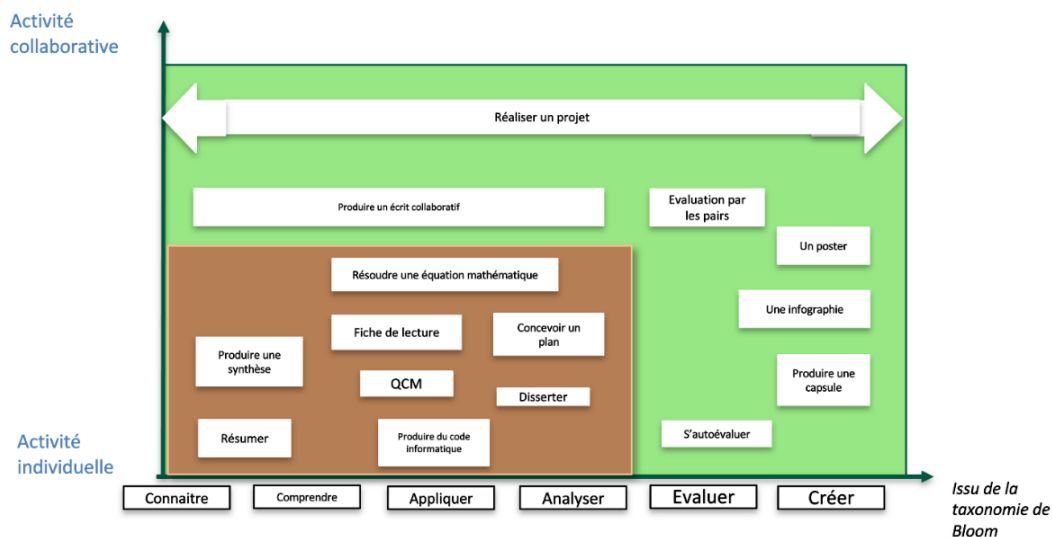 Activité
collaborative
Réaliser un projet
Produire un écrit collaboratif
Evaluation par
les pairs
Un poster
Résoudre une équation mathématique
Une infographie
Fiche de lecture
Concevoir un
plan
Produire une
synthèse
Produire une
capsule
QCM
Disserter
Résumer
Produire du code
informatique
S'autoévaluer
Activité
individuelle
Connaitre
Comprendre
Appliquer
Analyser
Evaluer
Créer
Issu de la
taxonomie de
Bloom